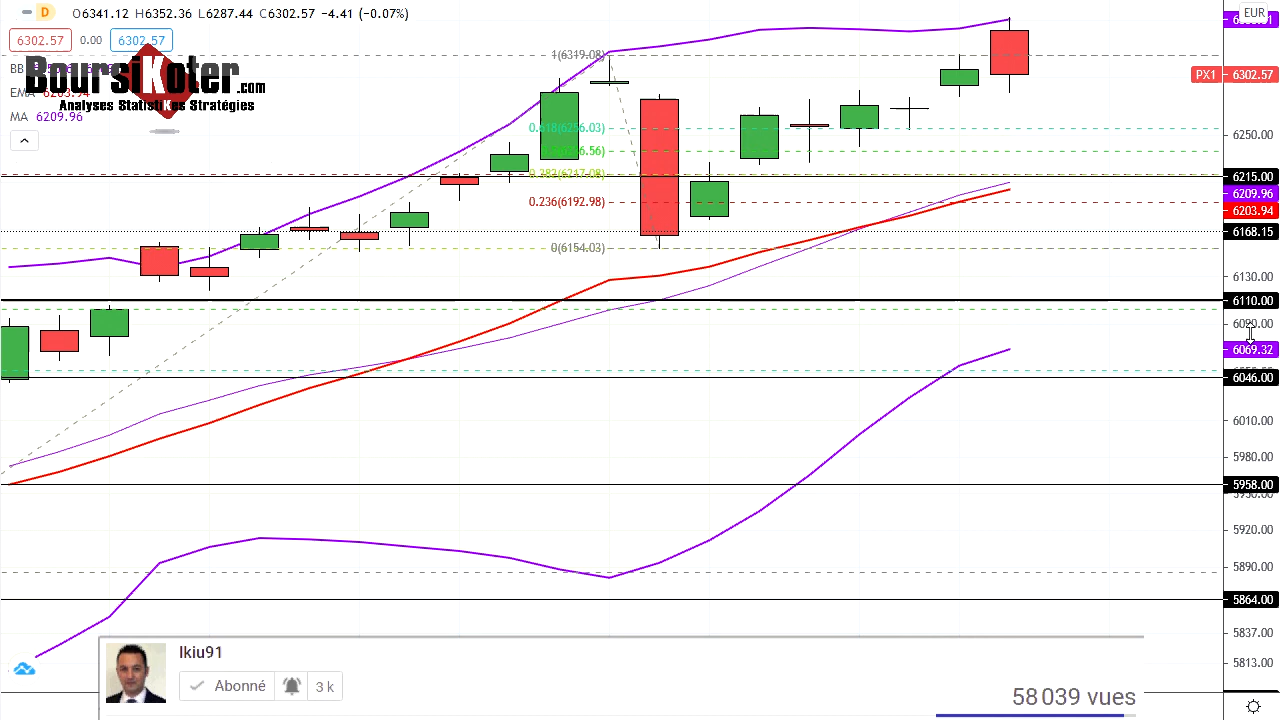 D O6341.12 H6352.36 L6287.44 C6302.57 −4.41 (−0.07%)
6302.57 0.00 6302.57
BB
EMA 6203.94
MA 6209.96
BoursiKoter.com
Analyses StatistiKes Stratégies
1(6319.08)
0.382(6217.08)
0.236(6192.98)
0(6154.03)
EUR
PX1 6302.57
6250.00
6215.00
6209.96
6203.94
6168.15
6130.00
6110.00
6069.32
6046.00
6010.00
5980.00
5958.00
5920.00
5890.00
5864.00
5837.00
5813.00
Ikiu91
Abonné 3 k
58 039 vues